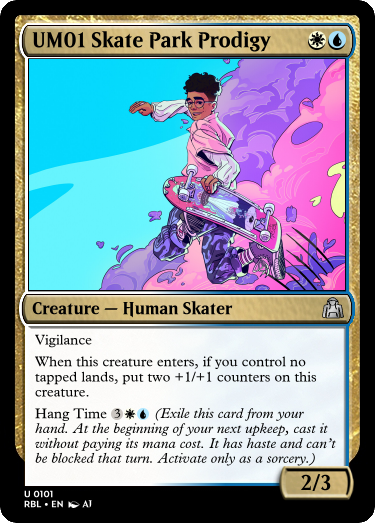 UM01 Skate Park Prodigy
Creature — Human Skater
Vigilance
When this creature enters, if you control no
tapped lands, put two +1/+1 counters on this
creature.
Hang Time 3 (Exile this card from your
hand. At the beginning of your next upkeep, cast it
without paying its mana cost. It has haste and can't
be blocked that turn. Activate only as a sorcery.)
2/3
U 0101
RBL • EN AJ